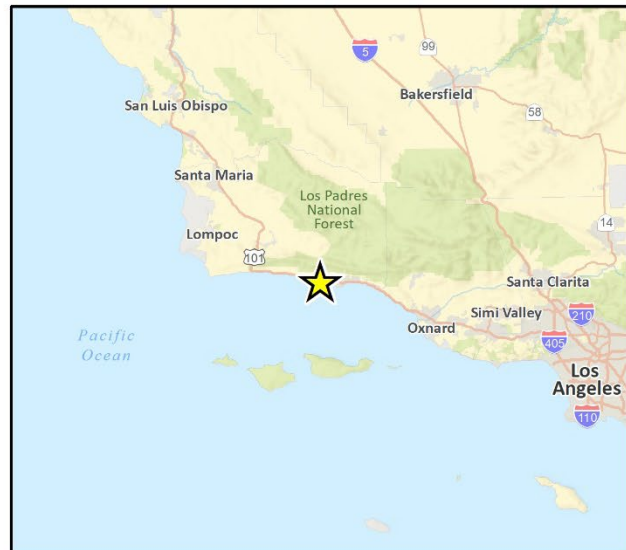 99
5
Bakersfield
San Luis Obispo
58
Santa Maria
Los Padres
National
Forest
14
Lompoc
101
Santa Clarita
Simi Valley
210
Oxnard
Pacific
Ocean
405
Los
Angeles
110